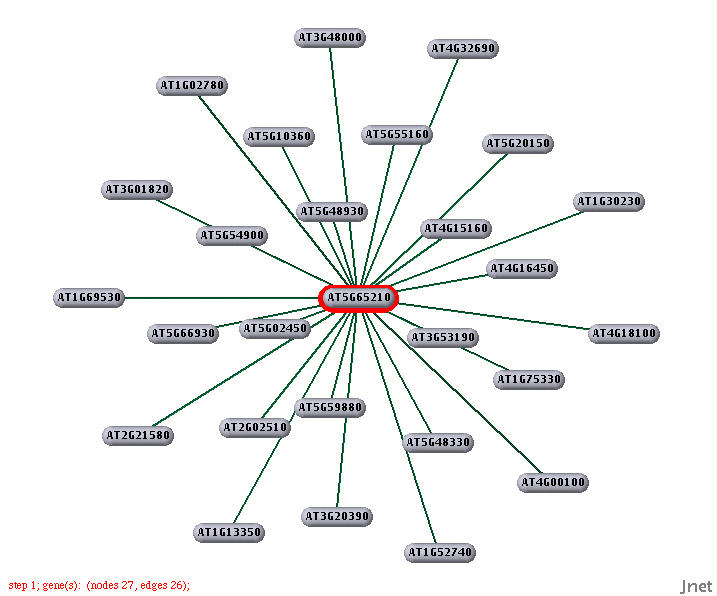 AT3G48000
AT4G32690
AT1G02780
AT5G10360
AT5G55160
AT5G20150
AT3G01820
AT1G30230
AT5G48930
AT4G15160
AT5G54900
AT4G16450
AT1G69530
AT5G65210
AT5G66930
AT5G02450
AT3G53190
AT4G18100
AT1G75330
AT5G59880
AT2G02510
AT2G21580
AT5G48330
AT4G00100
AT3G20390
AT1G13350
AT1G52740
step 1; gene(s): (nodes 27, edges 26);
Jnet